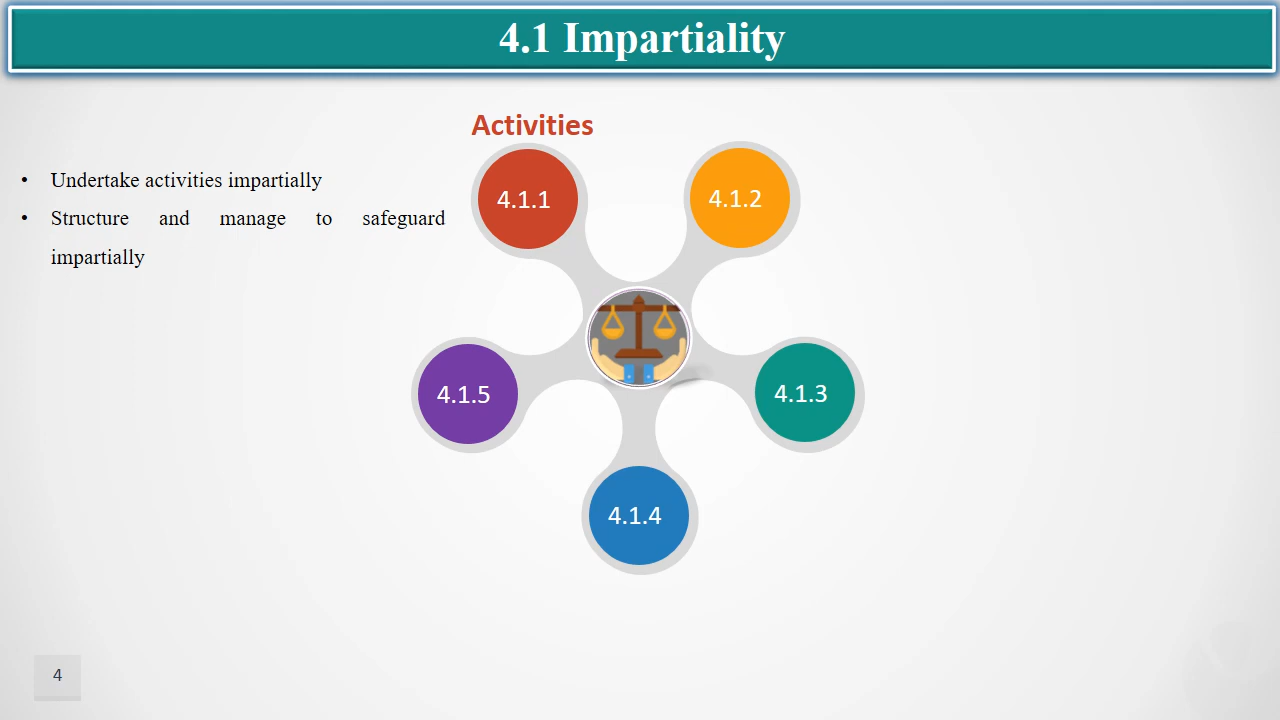 4.1 Impartiality
Activities
• Undertake activities impartially
• Structure and manage to safeguard
impartially
4.1.1
4.1.2
4.1.5
4.1.3
4.1.4
4